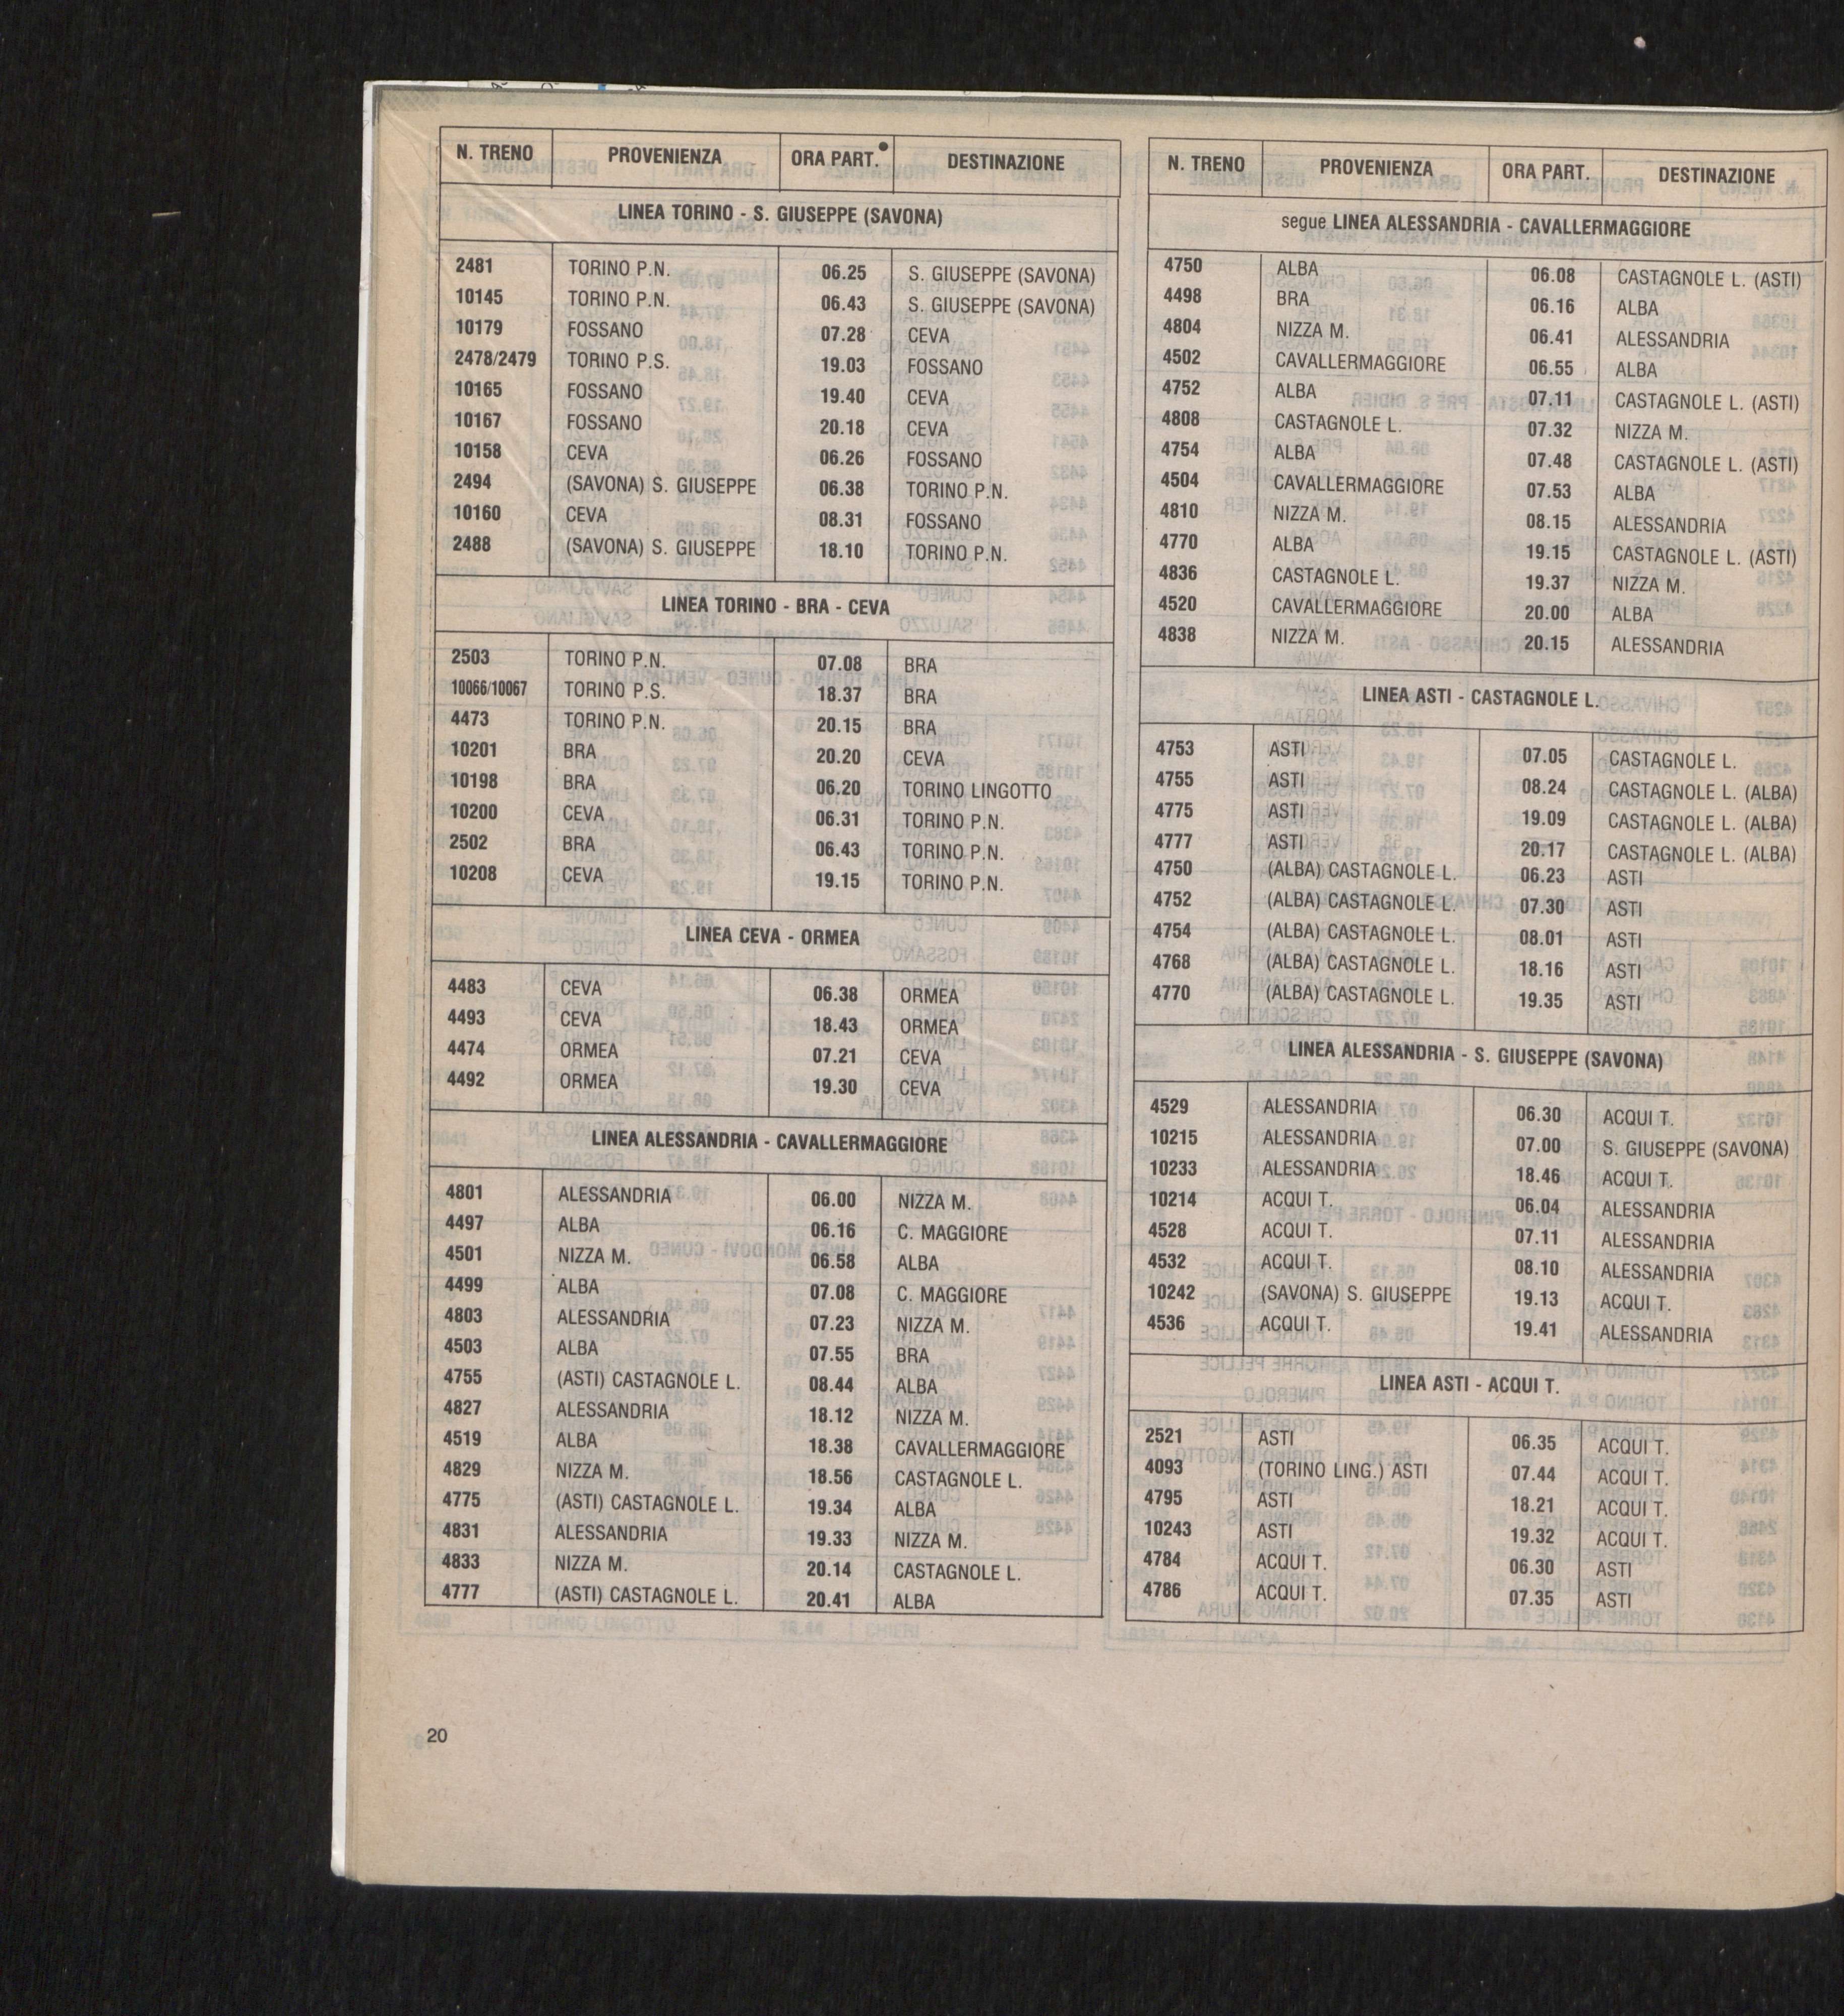 N. TRENO PROVENIENZA ORA PART. DESTINAZIONE
LINEA TORINO - S. GIUSEPPE (SAVONA)
2481 TORINO P.N. 06.25 S. GIUSEPPE (SAVONA)
10145 TORINO P.N. 06.43 S. GIUSEPPE (SAVONA)
10179 FOSSANO 07.28 CEVA
2478/2479 TORINO P.S. 19.03 FOSSANO
10165 FOSSANO 19.40 CEVA
10167 FOSSANO 20.18 CEVA
10158 CEVA 06.26 FOSSANO
2494 (SAVONA) S. GIUSEPPE 06.38 TORINO P.N.
10160 CEVA 08.31 FOSSANO
2488 (SAVONA) S. GIUSEPPE 18.10 TORINO P.N.
LINEA TORINO - BRA - CEVA
2503 TORINO P.N. 07.08 BRA
10066/10067 TORINO P.S. 18.37 BRA
4473 TORINO P.N. 20.15 BRA
10201 BRA 20.20 CEVA
10198 BRA 06.20 TORINO LINGOTTO
10200 CEVA 06.31 TORINO P.N.
2502 BRA 06.43 TORINO P.N.
10208 CEVA 19.15 TORINO P.N.
LINEA CEVA - ORMEA
4483 CEVA 06.38 ORMEA
4493 CEVA 18.43 ORMEA
4474 ORMEA 07.21 CEVA
4492 ORMEA 19.30 CEVA
LINEA ALESSANDRIA - CAVALLERMAGGIORE
4801 ALESSANDRIA 06.00 NIZZA M.
4497 ALBA 06.16 C. MAGGIORE
4501 NIZZA M. 06.58 ALBA
4499 ALBA 07.08 C. MAGGIORE
4803 ALESSANDRIA 07.23 NIZZA M.
4503 ALBA 07.55 BRA
4755 (ASTI) CASTAGNOLE L. 08.44 ALBA
4827 ALESSANDRIA 18.12 NIZZA M.
4519 ALBA 18.38 CAVALLERMAGGIORE
4829 NIZZA M. 18.56 CASTAGNOLE L.
4775 (ASTI) CASTAGNOLE L. 19.34 ALBA
4831 ALESSANDRIA 19.33 NIZZA M.
4833 NIZZA M. 20.14 CASTAGNOLE L.
4777 (ASTI) CASTAGNOLE L. 20.41 ALBA
N. TRENO PROVENIENZA ORA PART. DESTINAZIONE
segue LINEA ALESSANDRIA - CAVALLERMAGGIORE
4750 ALBA 06.08 CASTAGNOLE L. (ASTI)
4498 BRA 06.16 ALBA
4804 NIZZA M. 06.41 ALESSANDRIA
4502 CAVALLERMAGGIORE 06.55 ALBA
4752 ALBA 07.11 CASTAGNOLE L. (ASTI)
4808 CASTAGNOLE L. 07.32 NIZZA M.
4754 ALBA 07.48 CASTAGNOLE L. (ASTI)
4504 CAVALLERMAGGIORE 07.53 ALBA
4810 NIZZA M. 08.15 ALESSANDRIA
4770 ALBA 19.15 CASTAGNOLE L. (ASTI)
4836 CASTAGNOLE L. 19.37 NIZZA M.
4520 CAVALLERMAGGIORE 20.00 ALBA
4838 NIZZA M. 20.15 ALESSANDRIA
LINEA ASTI - CASTAGNOLE L.
4753 ASTI 07.05 CASTAGNOLE L.
4755 ASTI 08.24 CASTAGNOLE L. (ALBA)
4775 ASTI 19.09 CASTAGNOLE L. (ALBA)
4777 ASTI 20.17 CASTAGNOLE L. (ALBA)
4750 (ALBA) CASTAGNOLE L. 06.23 ASTI
4752 (ALBA) CASTAGNOLE L. 07.30 ASTI
4754 (ALBA) CASTAGNOLE L. 08.01 ASTI
4768 (ALBA) CASTAGNOLE L. 18.16 ASTI
4770 (ALBA) CASTAGNOLE L. 19.35 ASTI
LINEA ALESSANDRIA - S. GIUSEPPE (SAVONA)
4529 ALESSANDRIA 06.30 ACQUI T.
10215 ALESSANDRIA 07.00 S. GIUSEPPE (SAVONA)
10233 ALESSANDRIA 18.46 ACQUI T.
10214 ACQUI T. 06.04 ALESSANDRIA
4528 ACQUI T. 07.11 ALESSANDRIA
4532 ACQUI T. 08.10 ALESSANDRIA
10242 (SAVONA) S. GIUSEPPE 19.13 ACQUI T.
4536 ACQUI T. 19.41 ALESSANDRIA
LINEA ASTI - ACQUI T.
2521 ASTI 06.35 ACQUI T.
4093 (TORINO LING.) ASTI 07.44 ACQUI T.
4795 ASTI 18.21 ACQUI T.
10243 ASTI 19.32 ACQUI T.
4784 ACQUI T. 06.30 ASTI
4786 ACQUI T. 07.35 ASTI
20